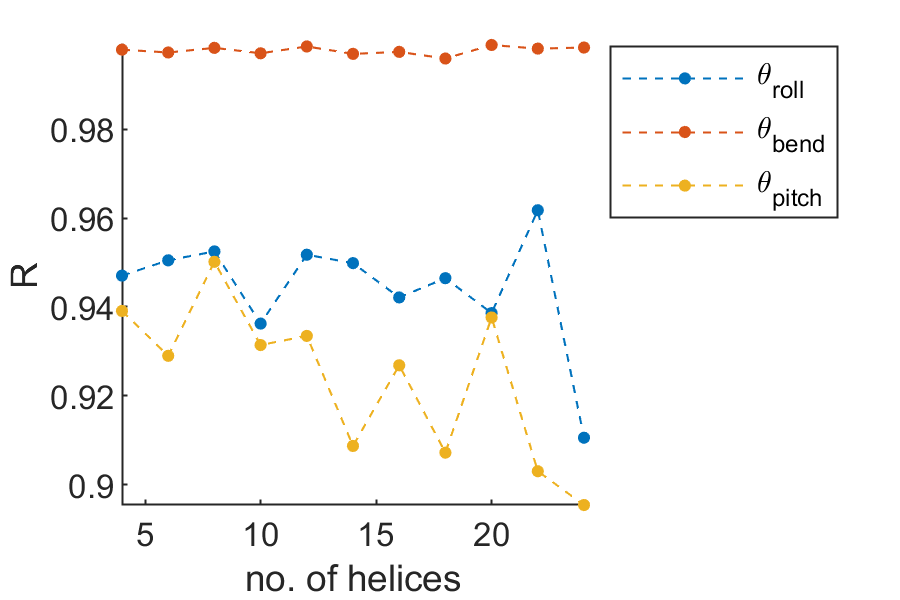 0.98
0.96
0.94
0.92
0.9
R
5 10 15 20
no. of helices
θroll
θbend
θpitch